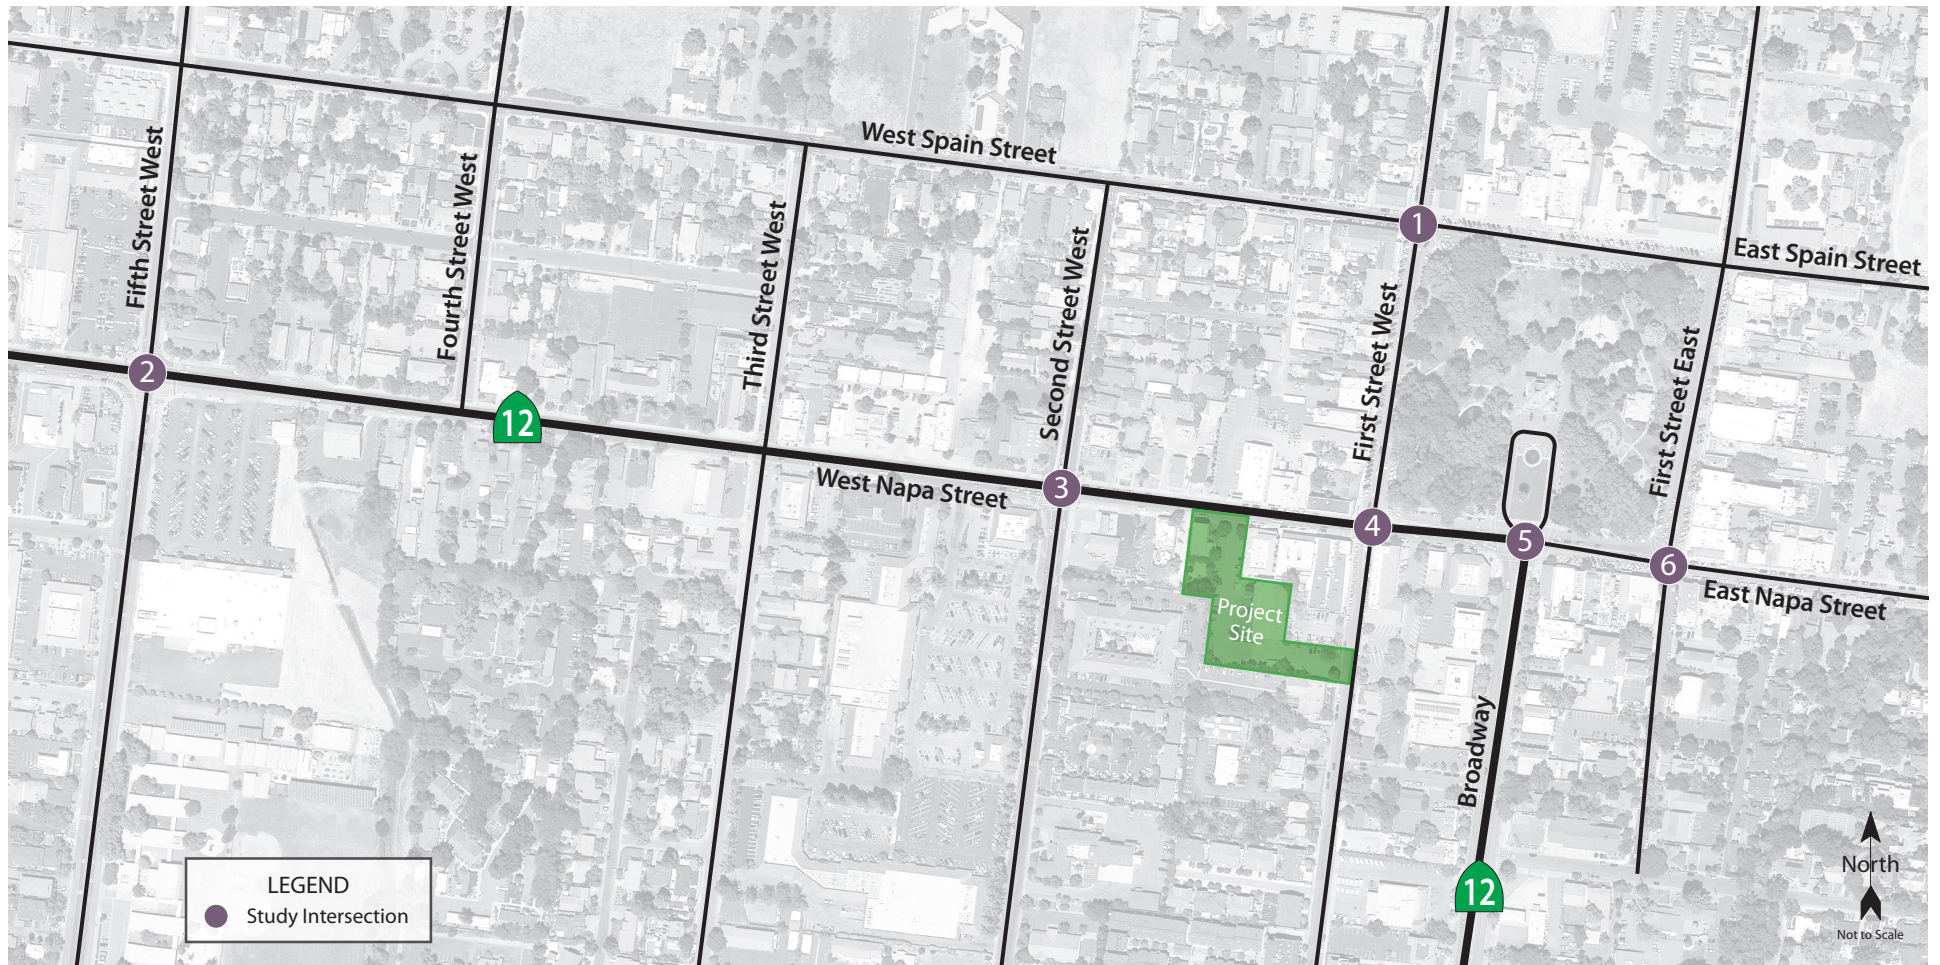 West Spain Street
1
East Spain Street
Fifth Street West
Fourth Street West
Third Street West
Second Street West
First Street West
First Street East
2
12
West Napa Street
3
4
5
6
East Napa Street
Project
Site
Broadway
12
LEGEND
Study Intersection
North
Not to Scale